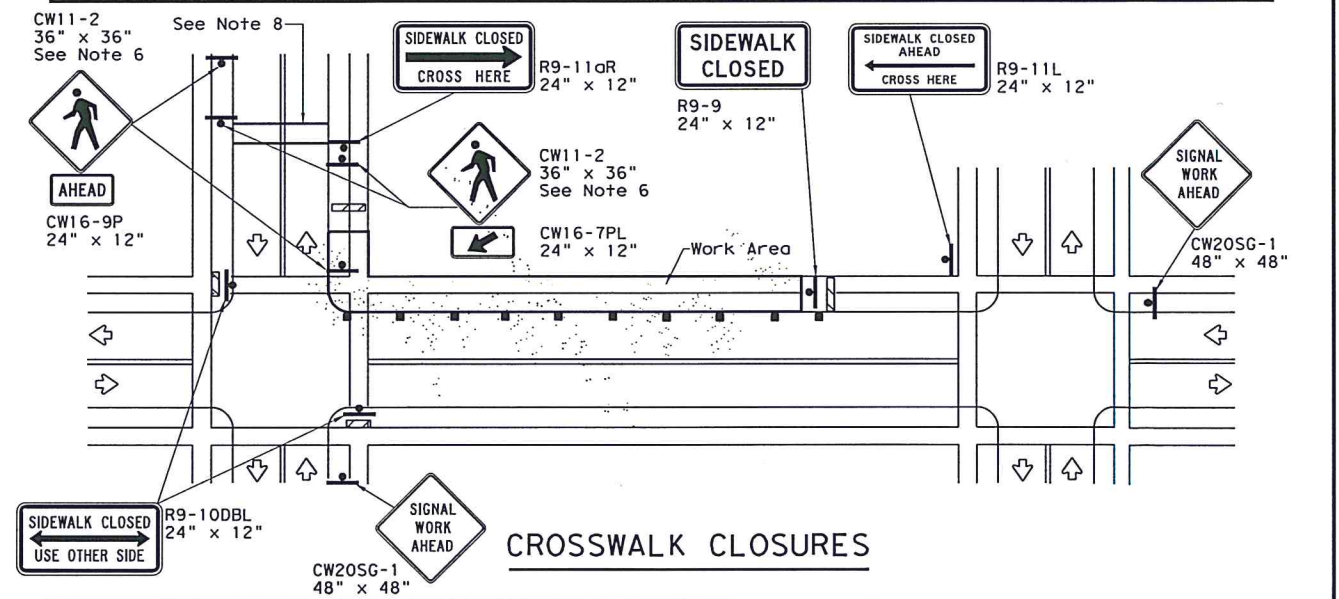 CW11-2
36" x 36"
See Note 6
See Note 8
SIDEWALK CLOSED
CROSS HERE
R9-11aR
24" x 12"
SIDEWALK
CLOSED
R9-9
24" x 12"
SIDEWALK CLOSED
AHEAD
CROSS HERE
R9-11L
24" x 12"
AHEAD
CW16-9P
24" x 12"
CW11-2
36" x 36"
See Note 6
CW16-7PL
24" x 12"
Work Area
SIGNAL
WORK
AHEAD
CW20SG-1
48" x 48"
SIDEWALK CLOSED
USE OTHER SIDE
R9-10DBL
24" x 12"
SIGNAL
WORK
AHEAD
CW20SG-1
48" x 48"
CROSSWALK CLOSURES